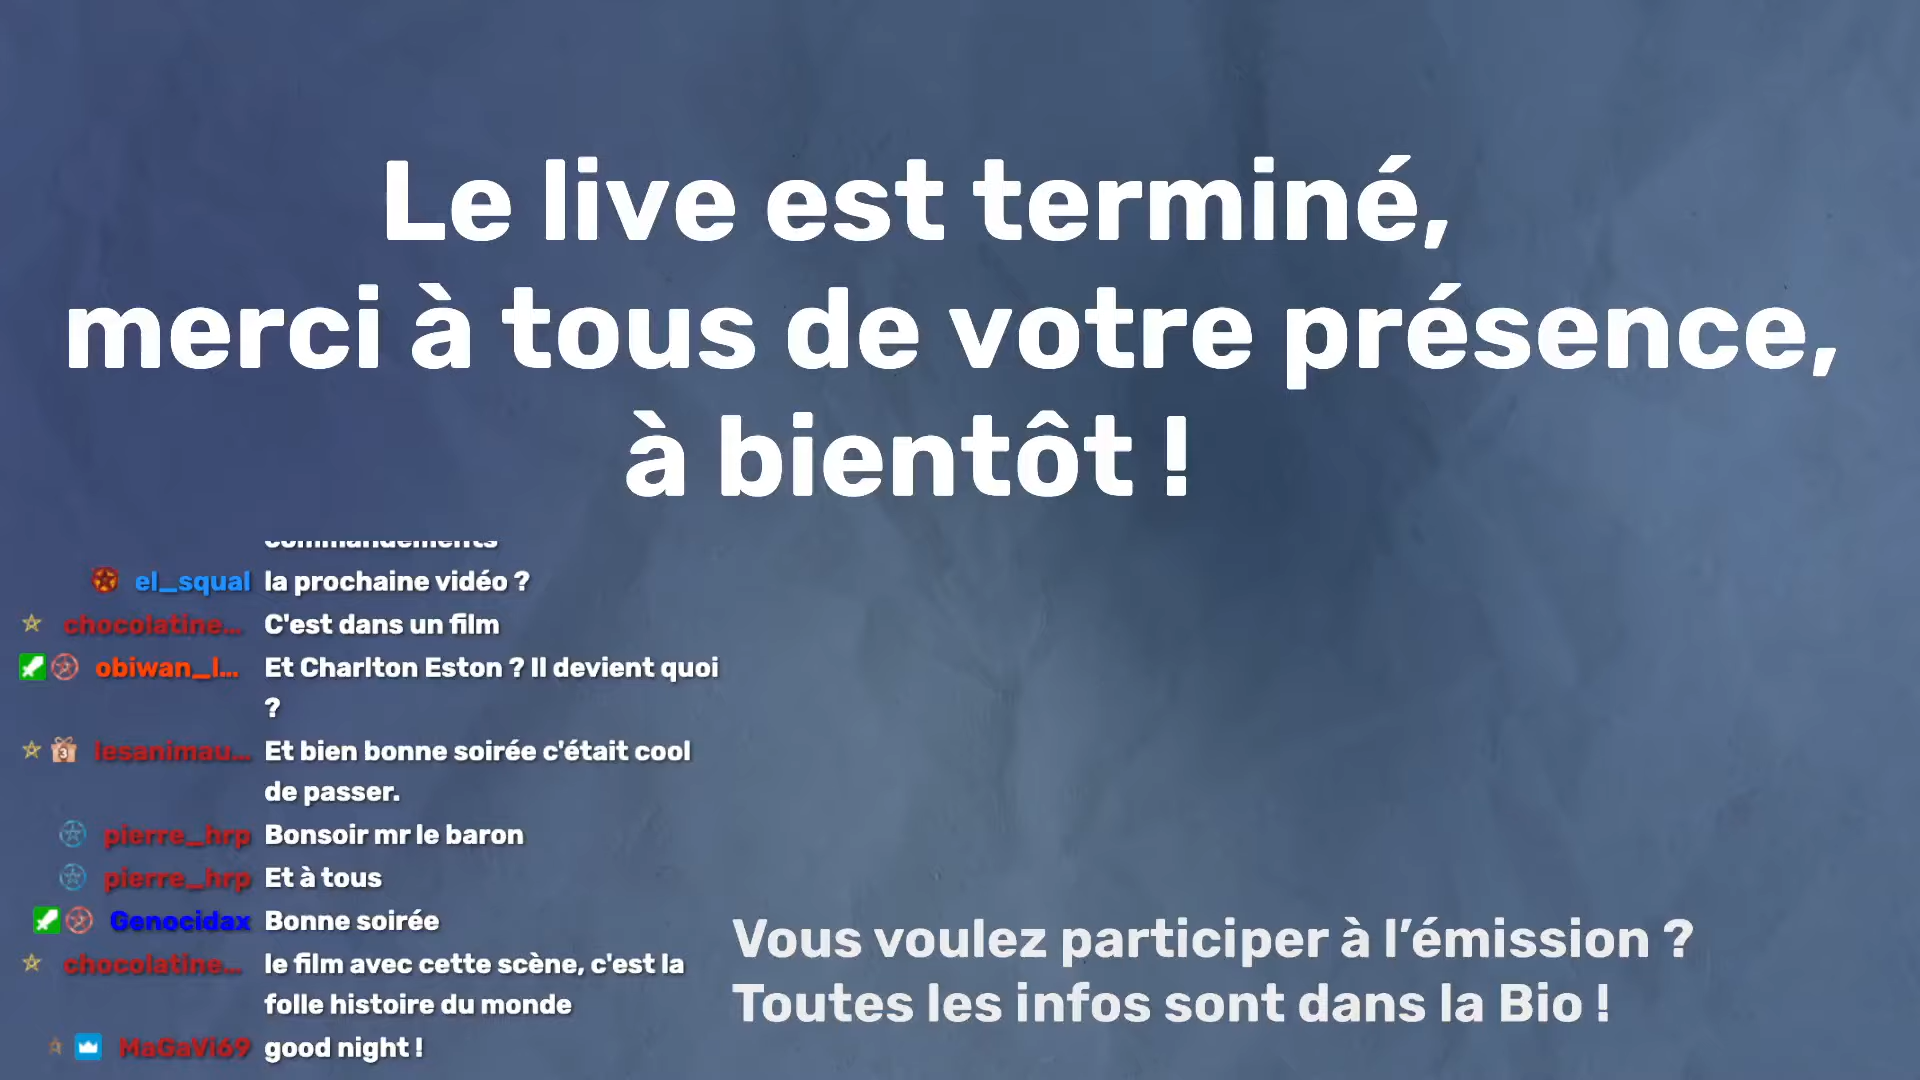 Le live est terminé,
merci à tous de votre présence,
à bientôt !
commandements
el_squal la prochaine vidéo ?
chocolatine... C'est dans un film
obiwan_l... Et Charlton Eston ? Il devient quoi
?
3 lesanimau... Et bien bonne soirée c'était cool
de passer.
pierre_hrp Bonsoir mr le baron
pierre_hrp Et à tous
Genocidax Bonne soirée
chocolatine... le film avec cette scène, c'est la
folle histoire du monde
MaGaVi69 good night !
Vous voulez participer à l’émission ?
Toutes les infos sont dans la Bio !